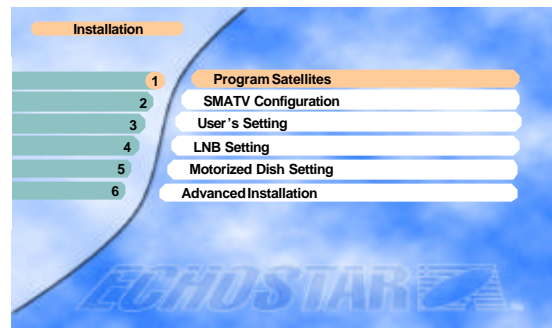 Installation
1 Program Satellites
2 SMATV Configuration
3 User's Setting
4 LNB Setting
5 Motorized Dish Setting
6 Advanced Installation
ECHOSTAR